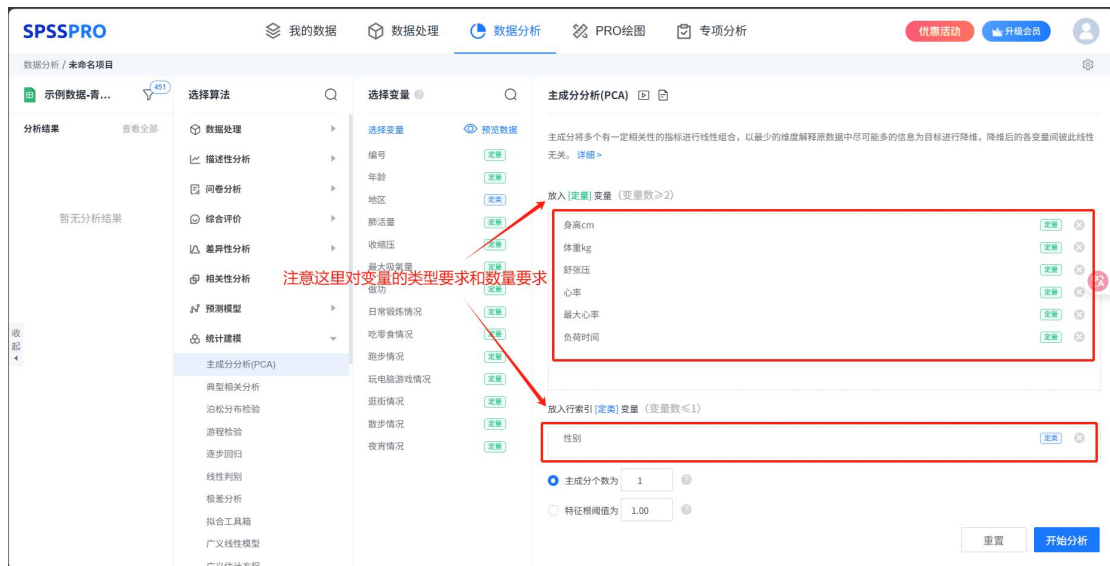 SPSSPRO
我的数据
数据处理
数据分析
PRO绘图
专项分析
优惠活动
升级会员
数据分析 / 未命名项目
示例数据-青...
451
选择算法
选择变量
主成分分析(PCA)
分析结果
查看全部
暂无分析结果
收起
数据处理
描述性分析
问卷分析
综合评价
差异性分析
相关性分析
预测模型
统计建模
主成分分析(PCA)
典型相关分析
泊松分布检验
游程检验
逐步回归
线性判别
极差分析
拟合工具箱
广义线性模型
广义估计方程
选择变量 预览数据
编号 定量
年龄 定量
地区 定类
肺活量 定量
收缩压 定量
最大吸氧量 定量
做功 定量
日常锻炼情况 定量
吃零食情况 定量
跑步情况 定量
玩电脑游戏情况 定量
逛街情况 定量
散步情况 定量
夜宵情况 定量
注意这里对变量的类型要求和数量要求
主成分将多个有一定相关性的指标进行线性组合，以最少的维度解释原数据中尽可能多的信息为目标进行降维，降维后的各变量间彼此线性
无关。 详细 >
放入 [定量] 变量（变量数≥2）
身高cm 定量
体重kg 定量
舒张压 定量
心率 定量
最大心率 定量
负荷时间 定量
放入行索引 [定类] 变量（变量数≤1）
性别 定类
主成分个数为 1
特征根阈值为 1.00
重置
开始分析